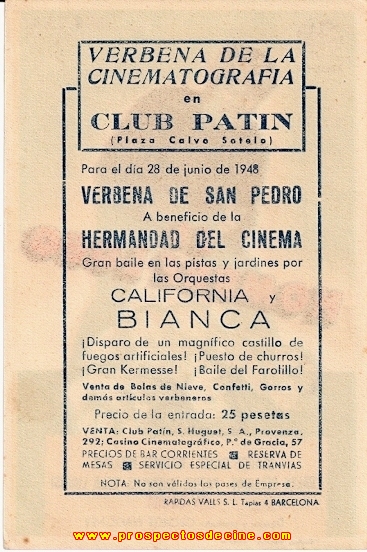 VERBENA DE LA
CINEMATOGRAFIA
en
CLUB PATIN
(Plaza Calvo Sotelo)
Para el día 28 de junio de 1948
VERBENA DE SAN PEDRO
A beneficio de la
HERMANDAD DEL CINEMA
Gran baile en las pistas y jardines por
las Orquestas
CALIFORNIA y
BIANCA
¡Disparo de un magnífico castillo de
fuegos artificiales! ¡Puesto de churros!
¡Gran Kermesse! ¡Baile del Farolillo!
Venta de Bolas de Nieve, Confetti, Gorros y
demás artículos verbeneros
Precio de la entrada: 25 pesetas
VENTA: Club Patín, S. Huguet, S. A., Provenza,
292; Casino Cinematográfico, P.º de Gracia, 57
PRECIOS DE BAR CORRIENTES RESERVA DE
MESAS SERVICIO ESPECIAL DE TRANVIAS
NOTA: No son válidos los pases de Empresa.
RAPIDAS VALLS S. L. Tapias 4 BARCELONA
www.prospectosdecine.com